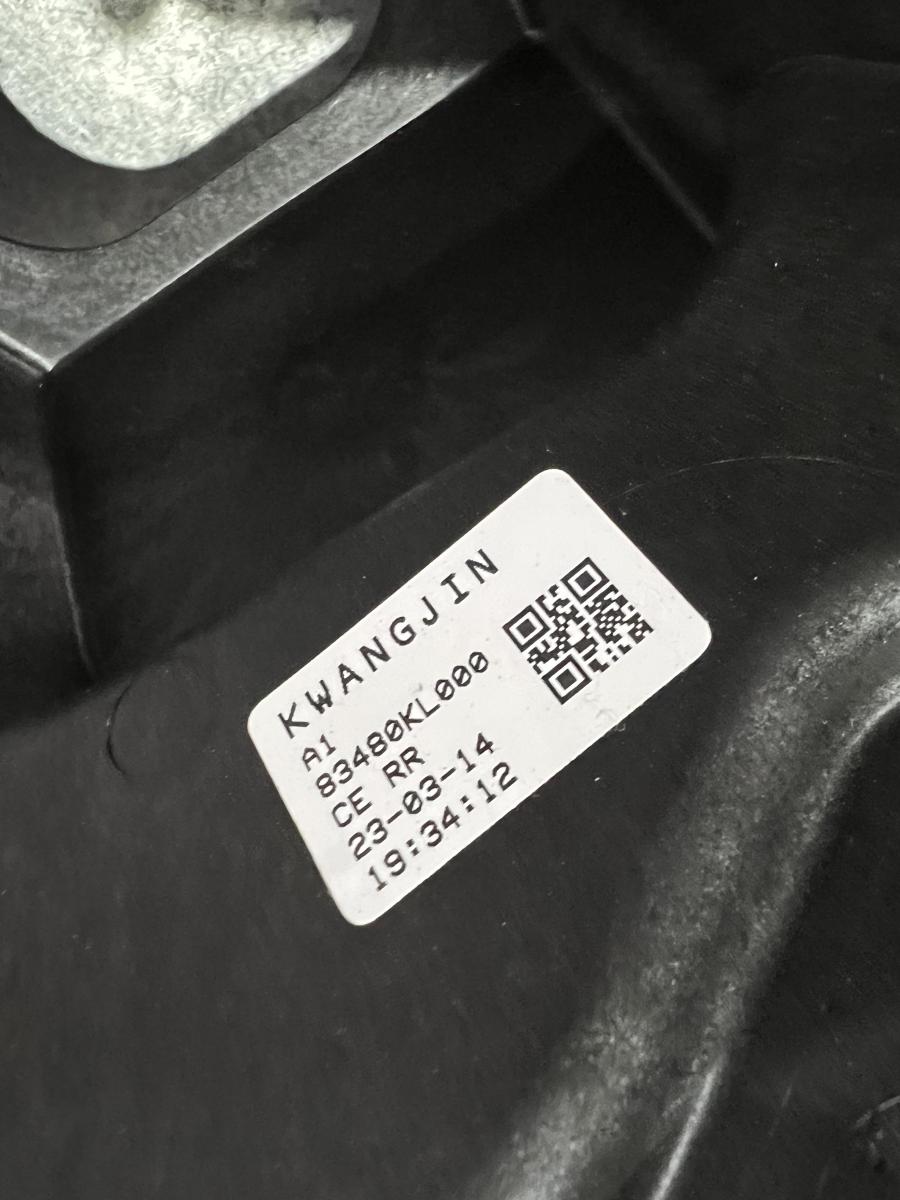 KWANGJIN
A1
83480KL000
CE RR
23-03-14
19:34:12